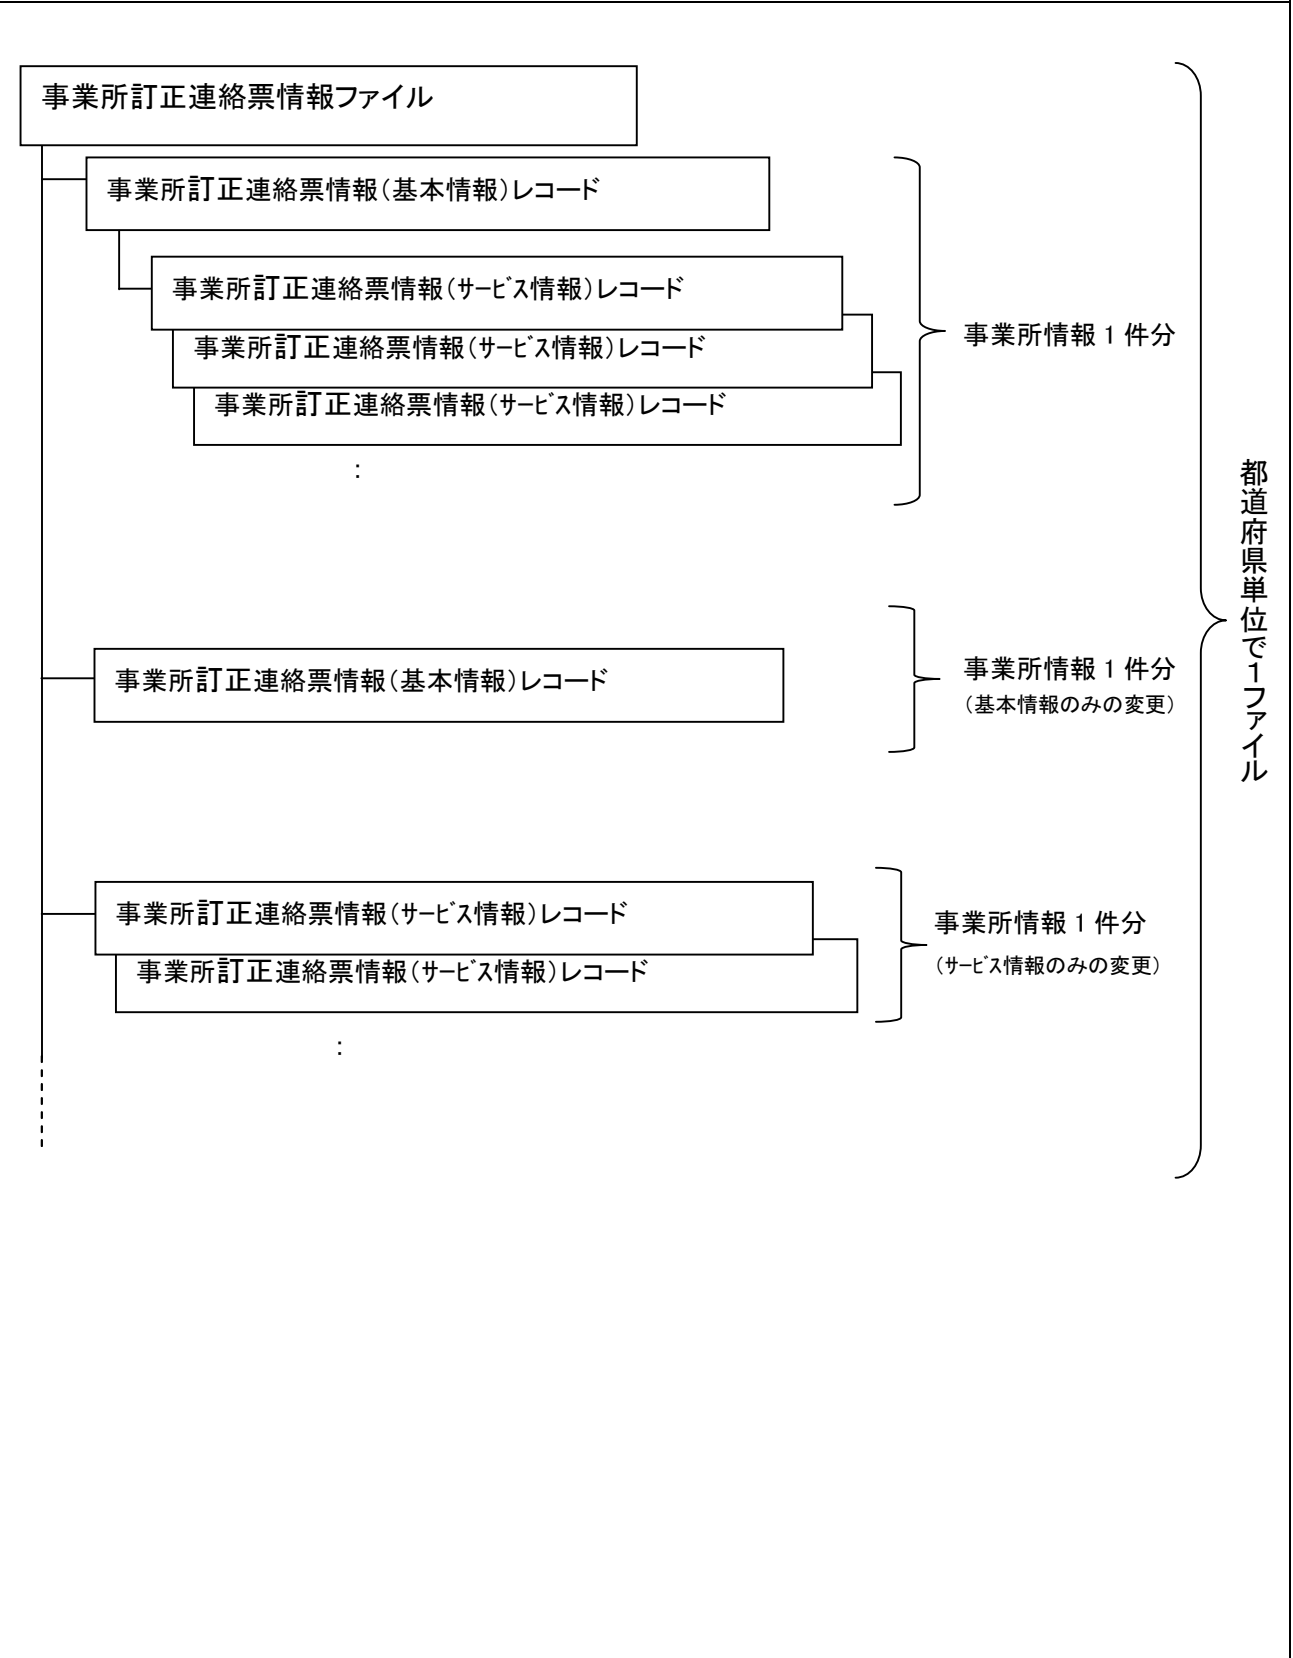 事業所訂正連絡票情報ファイル
事業所訂正連絡票情報（基本情報）レコード
事業所訂正連絡票情報（ｻｰﾋﾞｽ情報）レコード
事業所訂正連絡票情報（ｻｰﾋﾞｽ情報）レコード
事業所訂正連絡票情報（ｻｰﾋﾞｽ情報）レコード
：
事業所情報 1 件分
事業所訂正連絡票情報（基本情報）レコード
事業所情報 1 件分
（基本情報のみの変更）
事業所訂正連絡票情報（ｻｰﾋﾞｽ情報）レコード
事業所訂正連絡票情報（ｻｰﾋﾞｽ情報）レコード
：
事業所情報 1 件分
（ｻｰﾋﾞｽ情報のみの変更）
都道府県単位で１ファイル